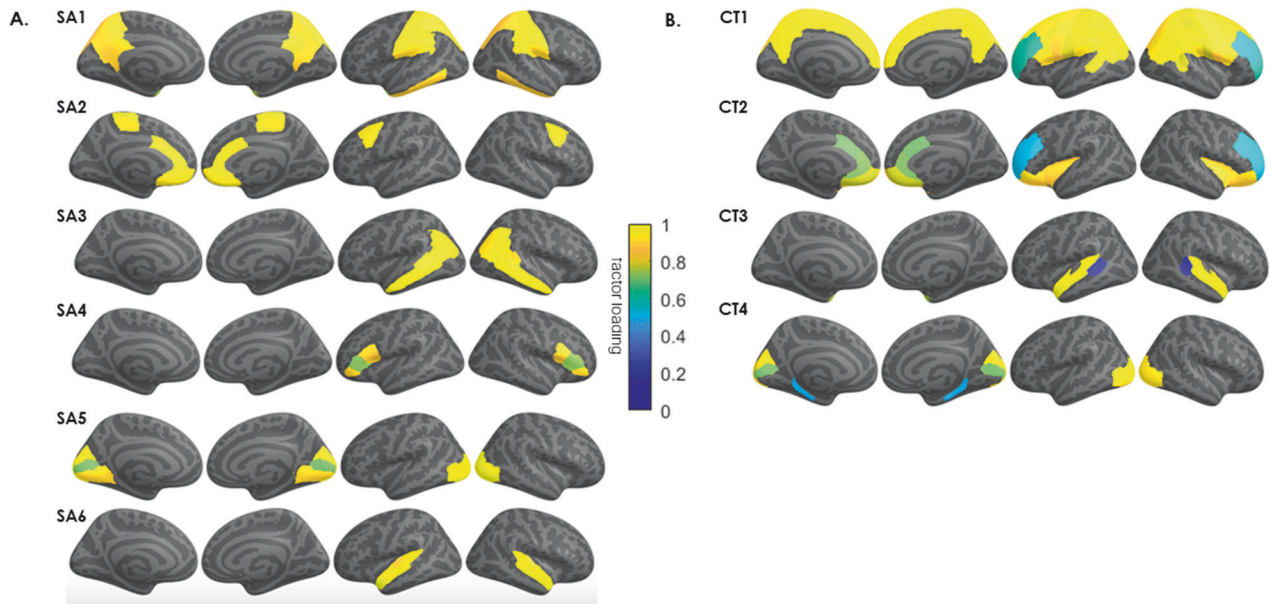 A.
SA1
SA2
SA3
SA4
SA5
SA6
1
0.8
0.6
0.4
0.2
0
factor loading
B.
CT1
CT2
CT3
CT4